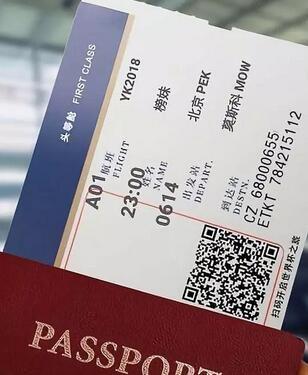 头等舱 FIRST CLASS
航班 FLIGHT
YK2018
A01
姓名 NAME
榜妹
23:00
出发站 DEPART.
北京 PEK
0614
到达站 DESTN.
莫斯科 MOW
CZ 68000655
ETKT 784215112
扫码开启世界杯之旅
PASSPORT